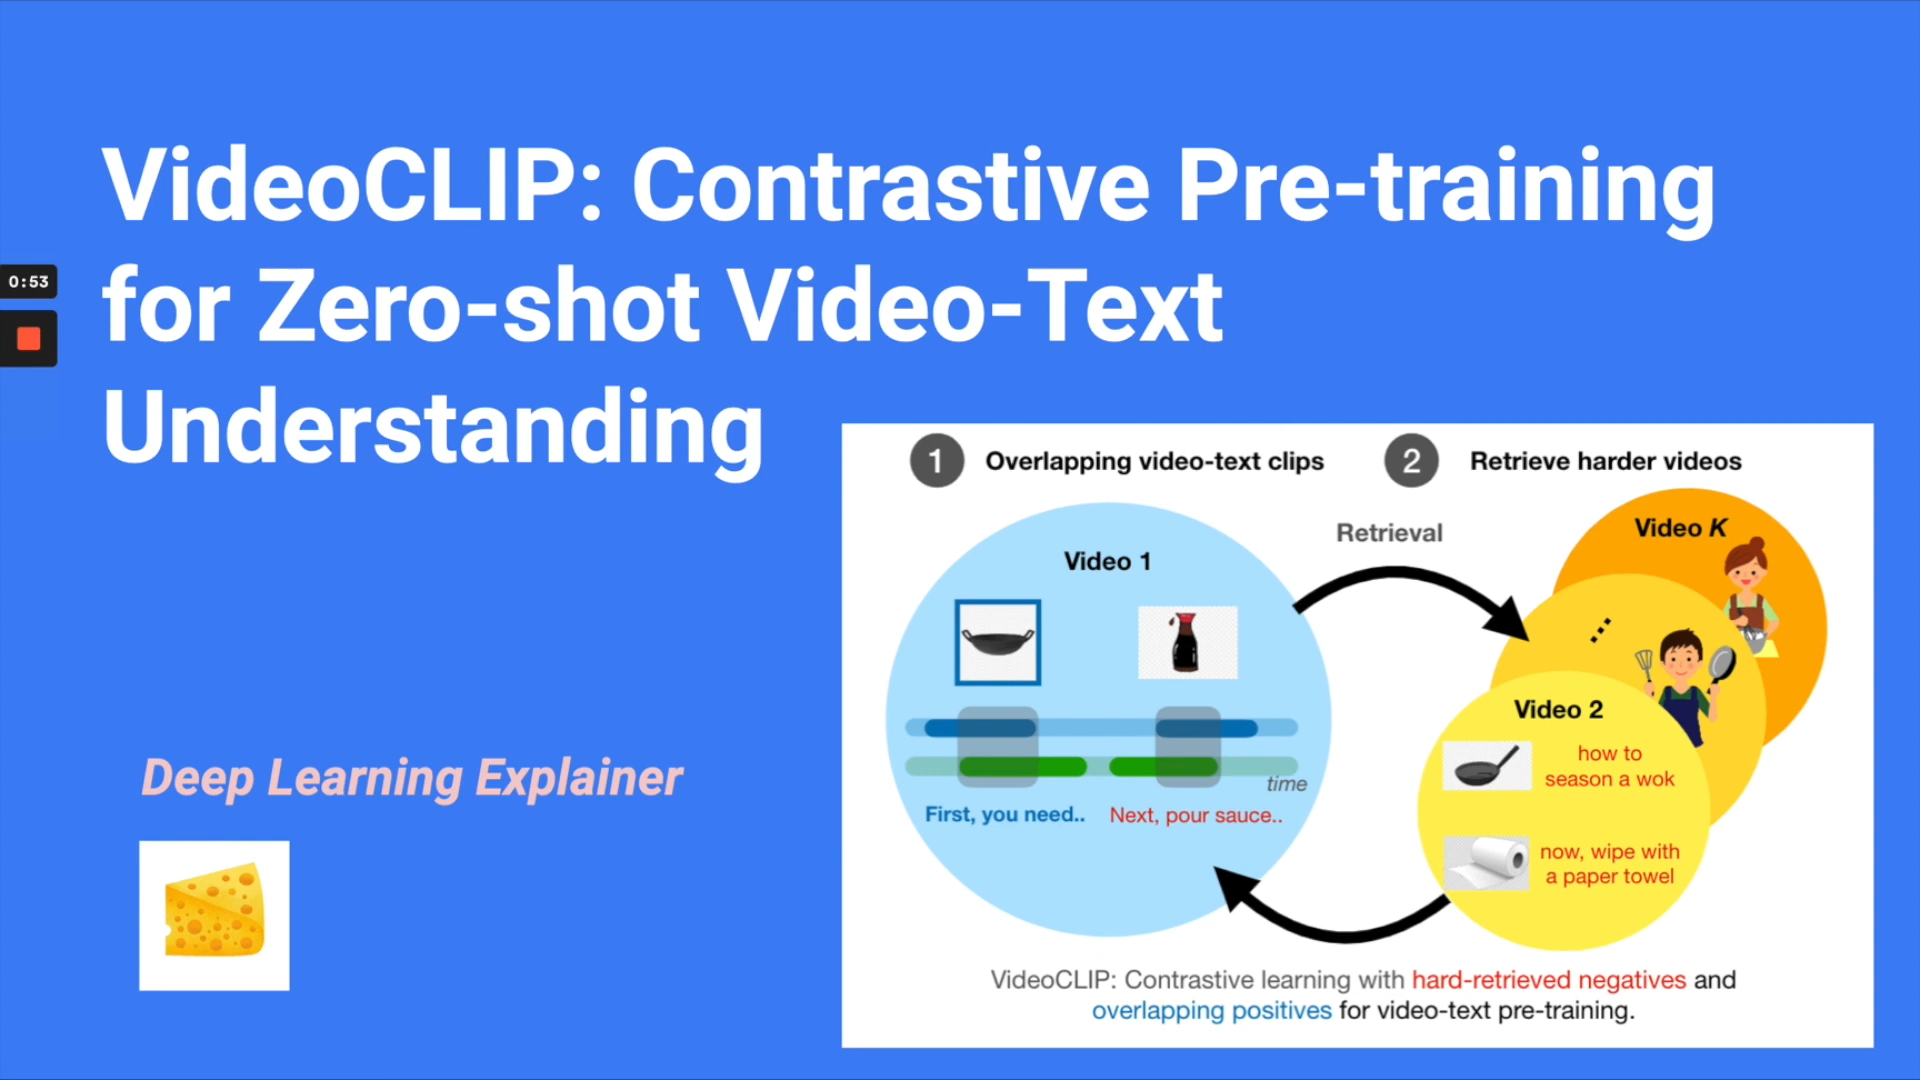 VideoCLIP: Contrastive Pre-training
for Zero-shot Video-Text
Understanding
0:53
Deep Learning Explainer
1 Overlapping video-text clips
2 Retrieve harder videos
Retrieval
Video 1
time
First, you need..
Next, pour sauce..
Video K
Video 2
how to
season a wok
now, wipe with
a paper towel
VideoCLIP: Contrastive learning with hard-retrieved negatives and
overlapping positives for video-text pre-training.